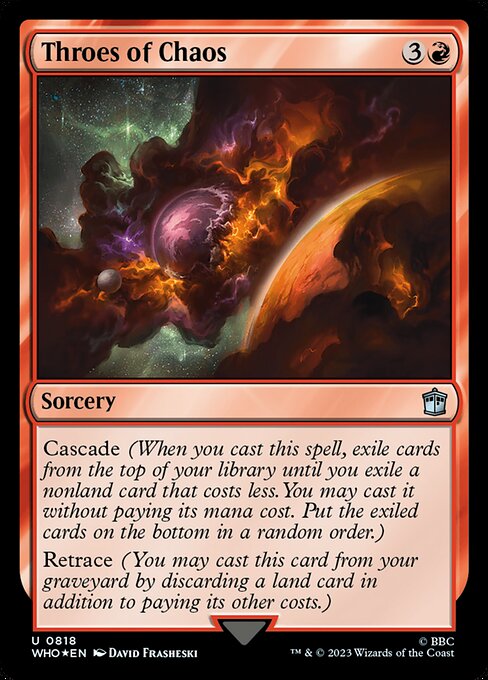 Throes of Chaos 3
Sorcery
Cascade (When you cast this spell, exile cards
from the top of your library until you exile a
nonland card that costs less. You may cast it
without paying its mana cost. Put the exiled
cards on the bottom in a random order.)
Retrace (You may cast this card from your
graveyard by discarding a land card in
addition to paying its other costs.)
U 0818
WHO★EN DAVID FRASHESKI
© BBC
™ & © 2023 Wizards of the Coast